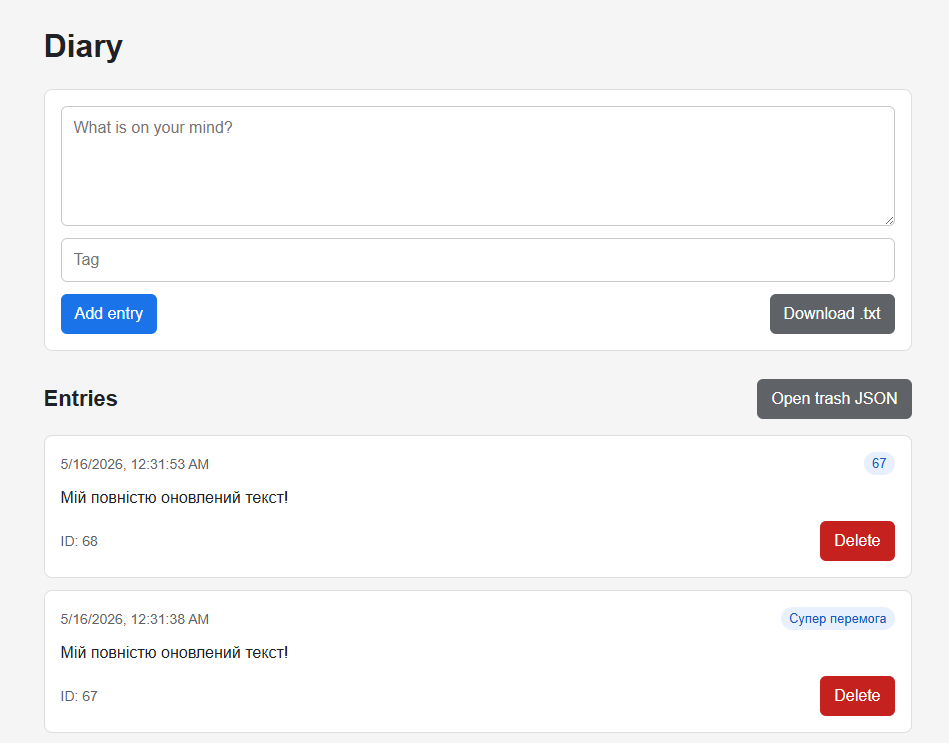 Diary
What is on your mind?
Tag
Add entry
Download .txt
Entries
Open trash JSON
5/16/2026, 12:31:53 AM
67
Мій повністю оновлений текст!
ID: 68
Delete
5/16/2026, 12:31:38 AM
Супер перемога
Мій повністю оновлений текст!
ID: 67
Delete